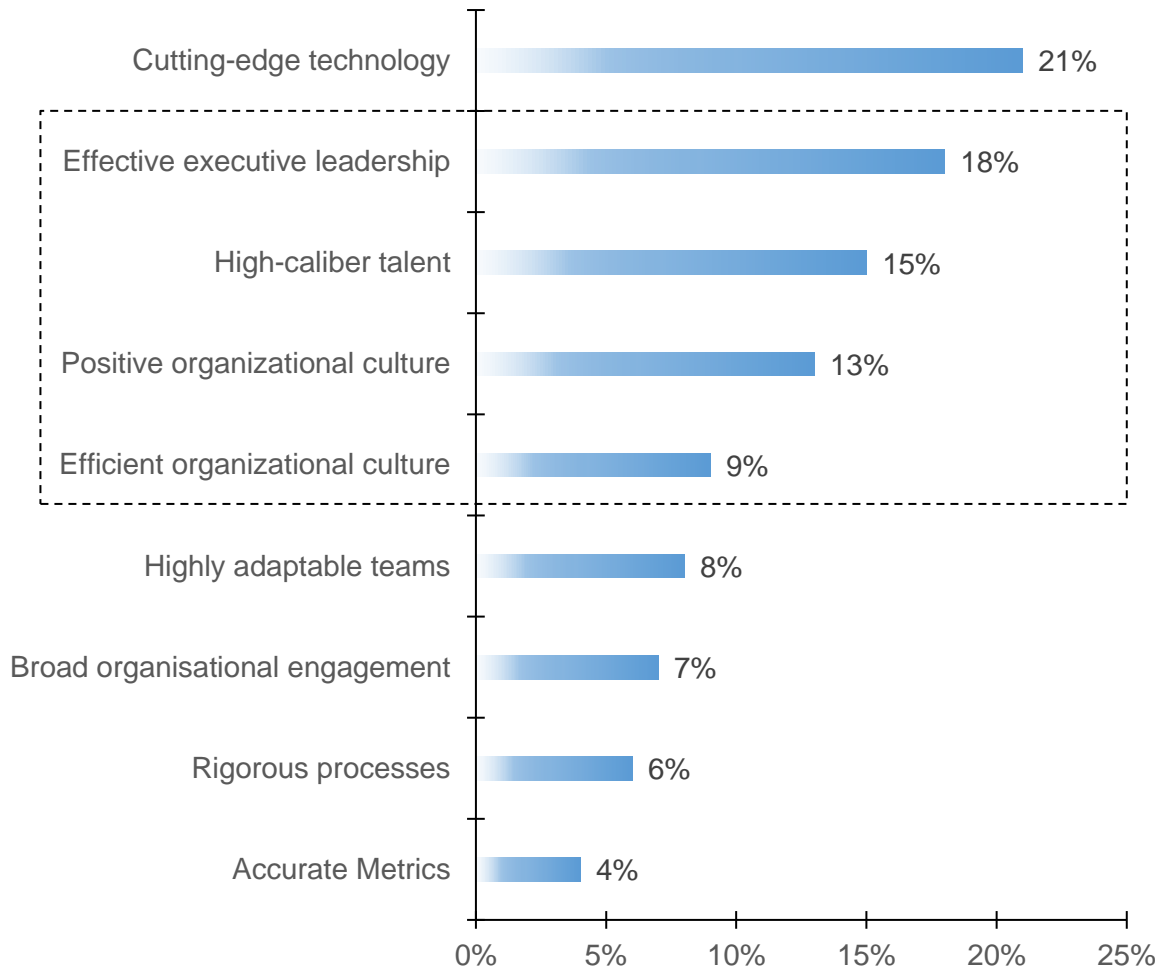 Cutting-edge technology 21%
Effective executive leadership 18%
High-caliber talent 15%
Positive organizational culture 13%
Efficient organizational culture 9%
Highly adaptable teams 8%
Broad organisational engagement 7%
Rigorous processes 6%
Accurate Metrics 4%
0% 5% 10% 15% 20% 25%